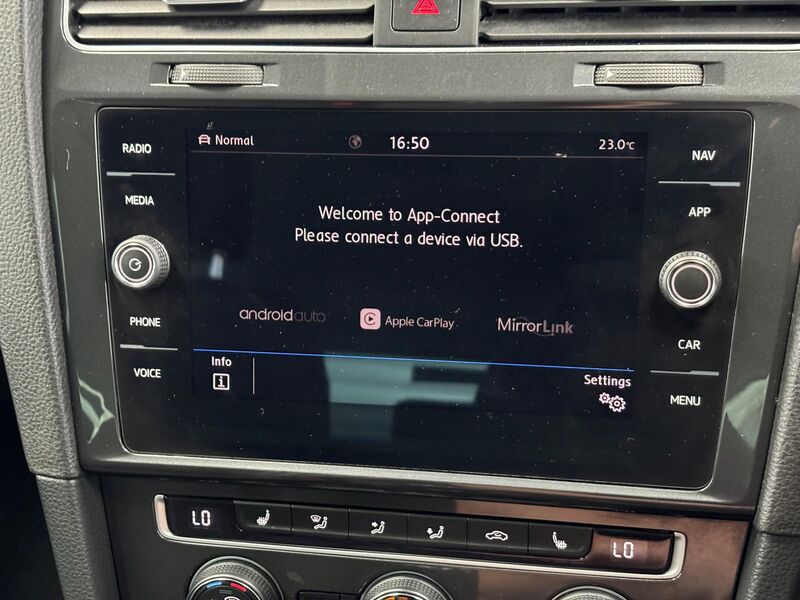 RADIO
MEDIA
PHONE
VOICE
Normal
16:50
23.0°C
Welcome to App-Connect
Please connect a device via USB.
androidauto
Apple CarPlay
MirrorLink
Info
Settings
NAV
APP
CAR
MENU
LO
LO